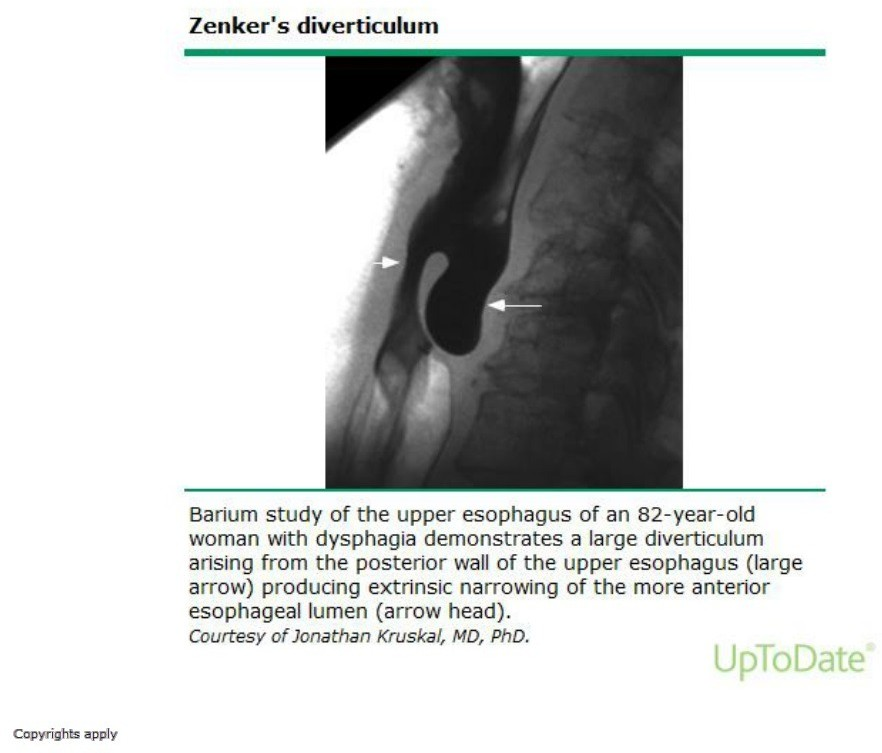 Zenker's diverticulum
Barium study of the upper esophagus of an 82-year-old
woman with dysphagia demonstrates a large diverticulum
arising from the posterior wall of the upper esophagus (large
arrow) producing extrinsic narrowing of the more anterior
esophageal lumen (arrow head).
Courtesy of Jonathan Kruskal, MD, PhD.
UpToDate®
Copyrights apply